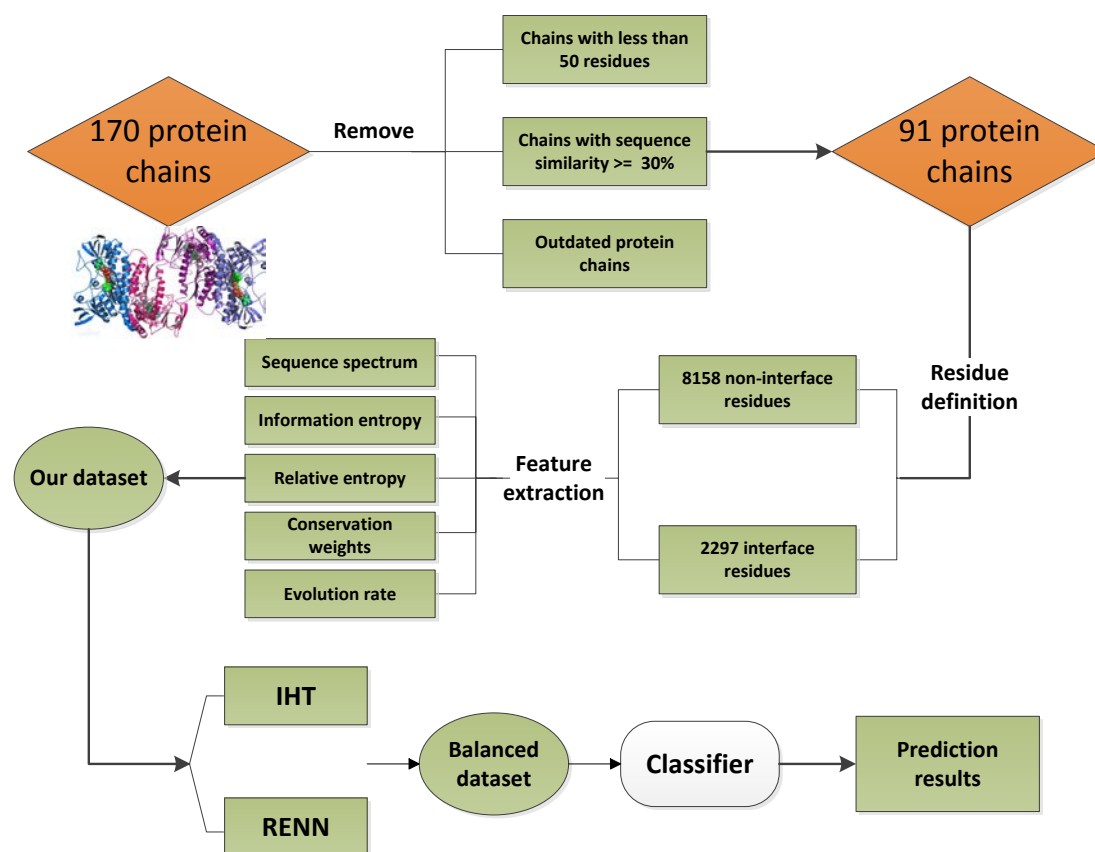 170 protein
chains
Remove
Chains with less than
50 residues
Chains with sequence
similarity >= 30%
Outdated protein
chains
91 protein
chains
Residue
definition
8158 non-interface
residues
2297 interface
residues
Feature
extraction
Sequence spectrum
Information entropy
Relative entropy
Conservation
weights
Evolution rate
Our dataset
IHT
RENN
Balanced
dataset
Classifier
Prediction
results